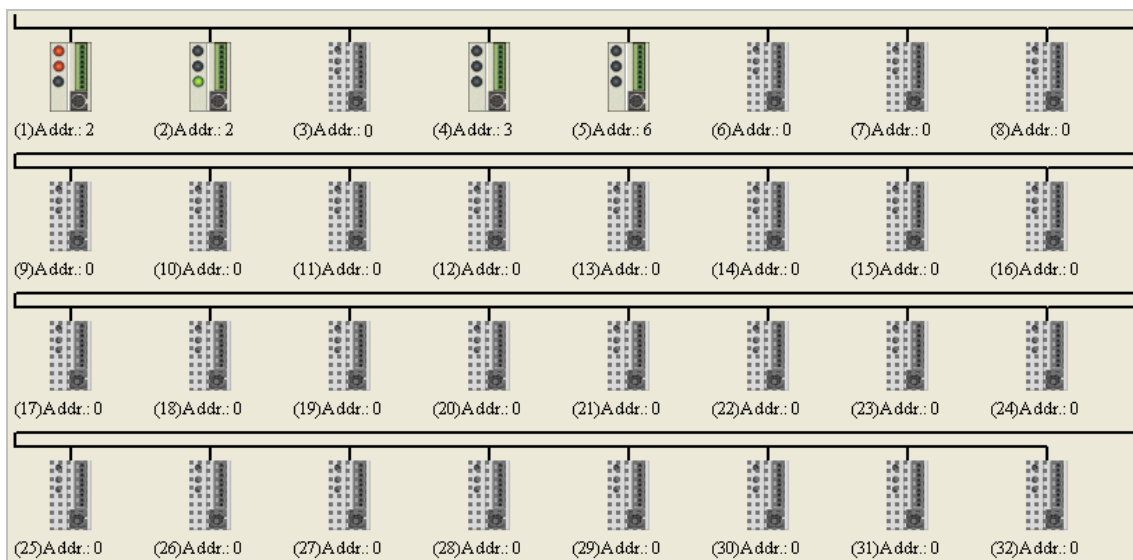 (1)Addr.: 2 (2)Addr.: 2 (3)Addr.: 0 (4)Addr.: 3 (5)Addr.: 6 (6)Addr.: 0 (7)Addr.: 0 (8)Addr.: 0
(9)Addr.: 0 (10)Addr.: 0 (11)Addr.: 0 (12)Addr.: 0 (13)Addr.: 0 (14)Addr.: 0 (15)Addr.: 0 (16)Addr.: 0
(17)Addr.: 0 (18)Addr.: 0 (19)Addr.: 0 (20)Addr.: 0 (21)Addr.: 0 (22)Addr.: 0 (23)Addr.: 0 (24)Addr.: 0
(25)Addr.: 0 (26)Addr.: 0 (27)Addr.: 0 (28)Addr.: 0 (29)Addr.: 0 (30)Addr.: 0 (31)Addr.: 0 (32)Addr.: 0